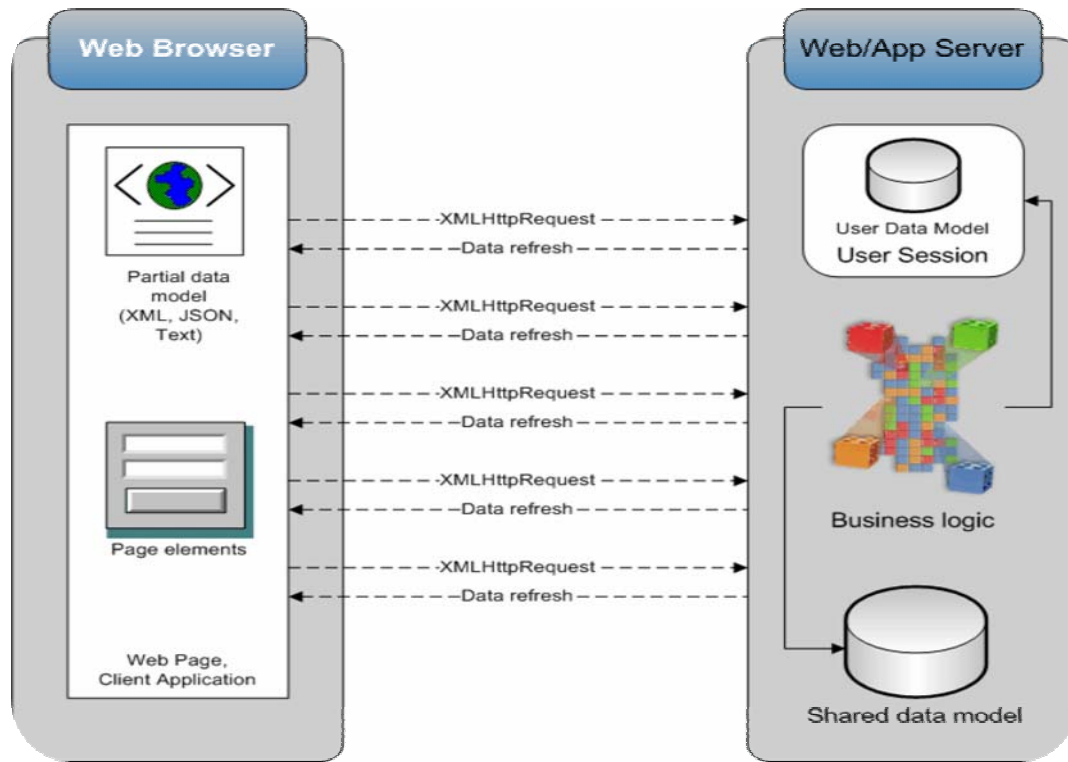 Web Browser
Web/App Server
Partial data
model
(XML, JSON,
Text)
Page elements
Web Page,
Client Application
XMLHttpRequest
Data refresh
XMLHttpRequest
Data refresh
XMLHttpRequest
Data refresh
XMLHttpRequest
Data refresh
XMLHttpRequest
Data refresh
User Data Model
User Session
Business logic
Shared data model